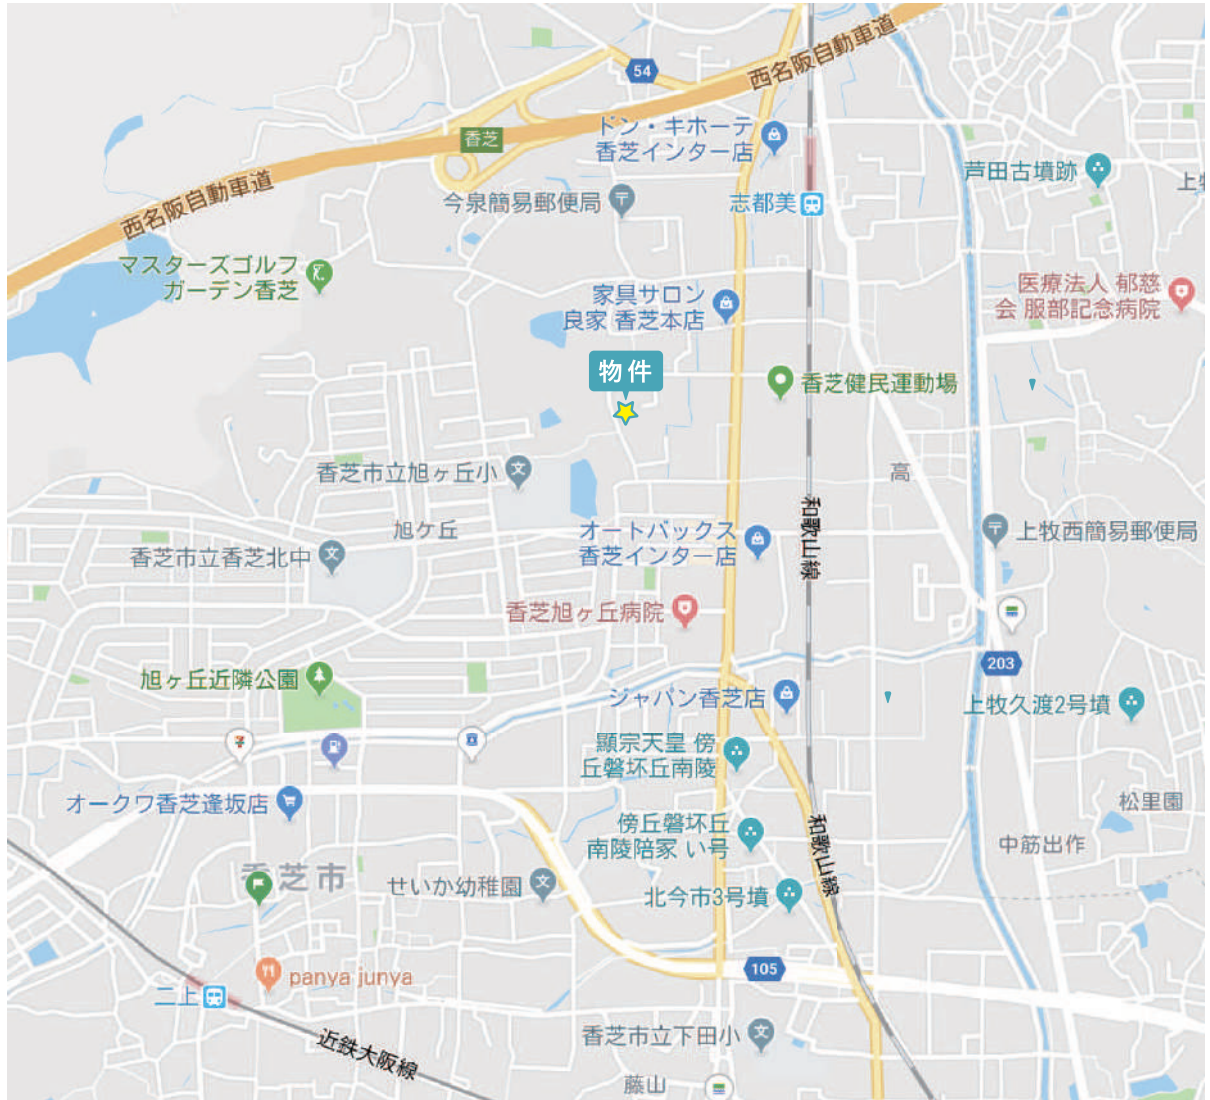 西名阪自動車道
54
香芝
ドン・キホーテ
香芝インター店
芦田古墳跡
今泉簡易郵便局
志都美
上牧
西名阪自動車道
マスターズゴルフ
ガーデン香芝
医療法人 郁慈
会 服部記念病院
家具サロン
良家 香芝本店
物件
香芝健民運動場
香芝市立旭ヶ丘小
高
旭ケ丘
オートバックス
香芝インター店
和歌山線
上牧西簡易郵便局
香芝市立香芝北中
香芝旭ヶ丘病院
203
旭ヶ丘近隣公園
ジャパン香芝店
上牧久渡2号墳
顯宗天皇 傍
丘磐坏丘南陵
オークワ香芝逢坂店
松里園
傍丘磐坏丘
南陵陪冢 い号
和歌山線
中筋出作
香芝市
せいか幼稚園
北今市3号墳
panya junya
105
二上
近鉄大阪線
香芝市立下田小
藤山